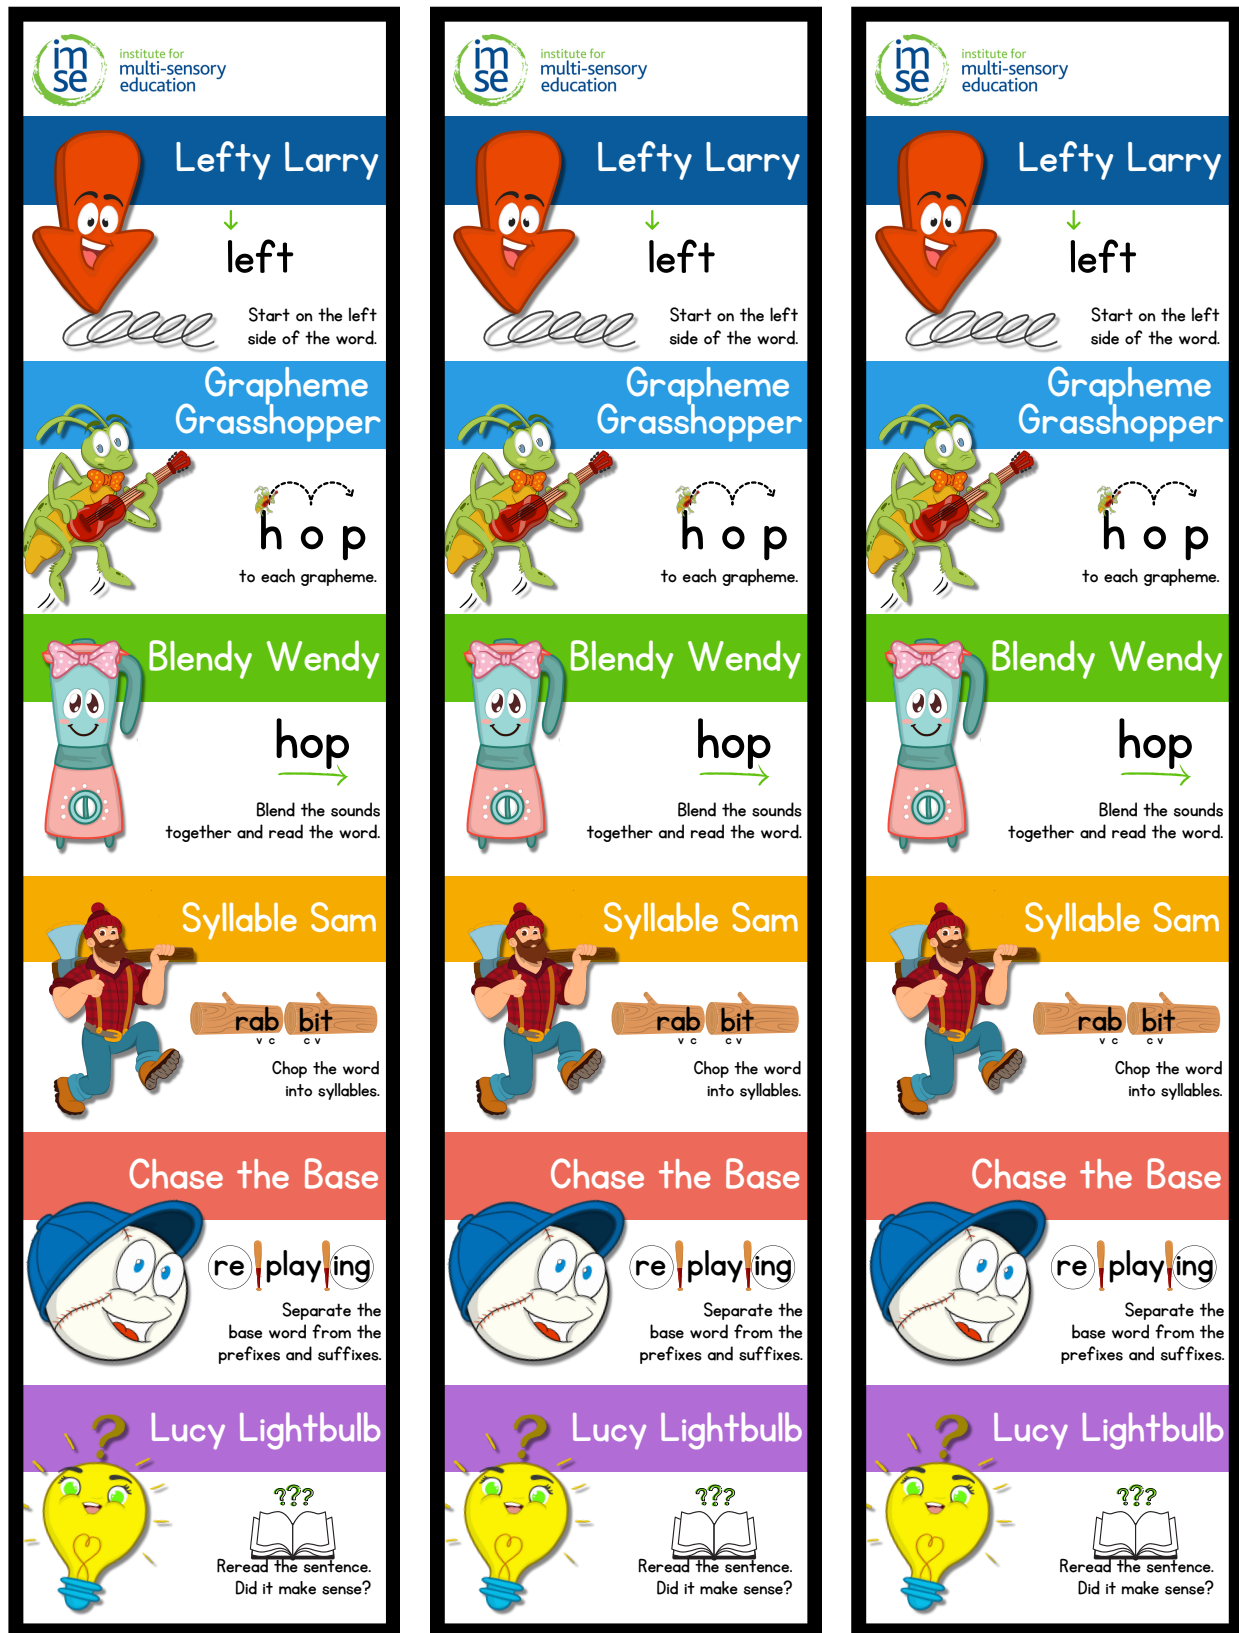 im
se
institute for
multi-sensory
education
Lefty Larry
left
Start on the left
side of the word.
Grapheme
Grasshopper
h o p
to each grapheme.
Blendy Wendy
hop
Blend the sounds
together and read the word.
Syllable Sam
rab bit
v c c v
Chop the word
into syllables.
Chase the Base
re play ing
Separate the
base word from the
prefixes and suffixes.
Lucy Lightbulb
?
???
Reread the sentence.
Did it make sense?
im
se
institute for
multi-sensory
education
Lefty Larry
left
Start on the left
side of the word.
Grapheme
Grasshopper
h o p
to each grapheme.
Blendy Wendy
hop
Blend the sounds
together and read the word.
Syllable Sam
rab bit
v c c v
Chop the word
into syllables.
Chase the Base
re play ing
Separate the
base word from the
prefixes and suffixes.
Lucy Lightbulb
?
???
Reread the sentence.
Did it make sense?
im
se
institute for
multi-sensory
education
Lefty Larry
left
Start on the left
side of the word.
Grapheme
Grasshopper
h o p
to each grapheme.
Blendy Wendy
hop
Blend the sounds
together and read the word.
Syllable Sam
rab bit
v c c v
Chop the word
into syllables.
Chase the Base
re play ing
Separate the
base word from the
prefixes and suffixes.
Lucy Lightbulb
?
???
Reread the sentence.
Did it make sense?